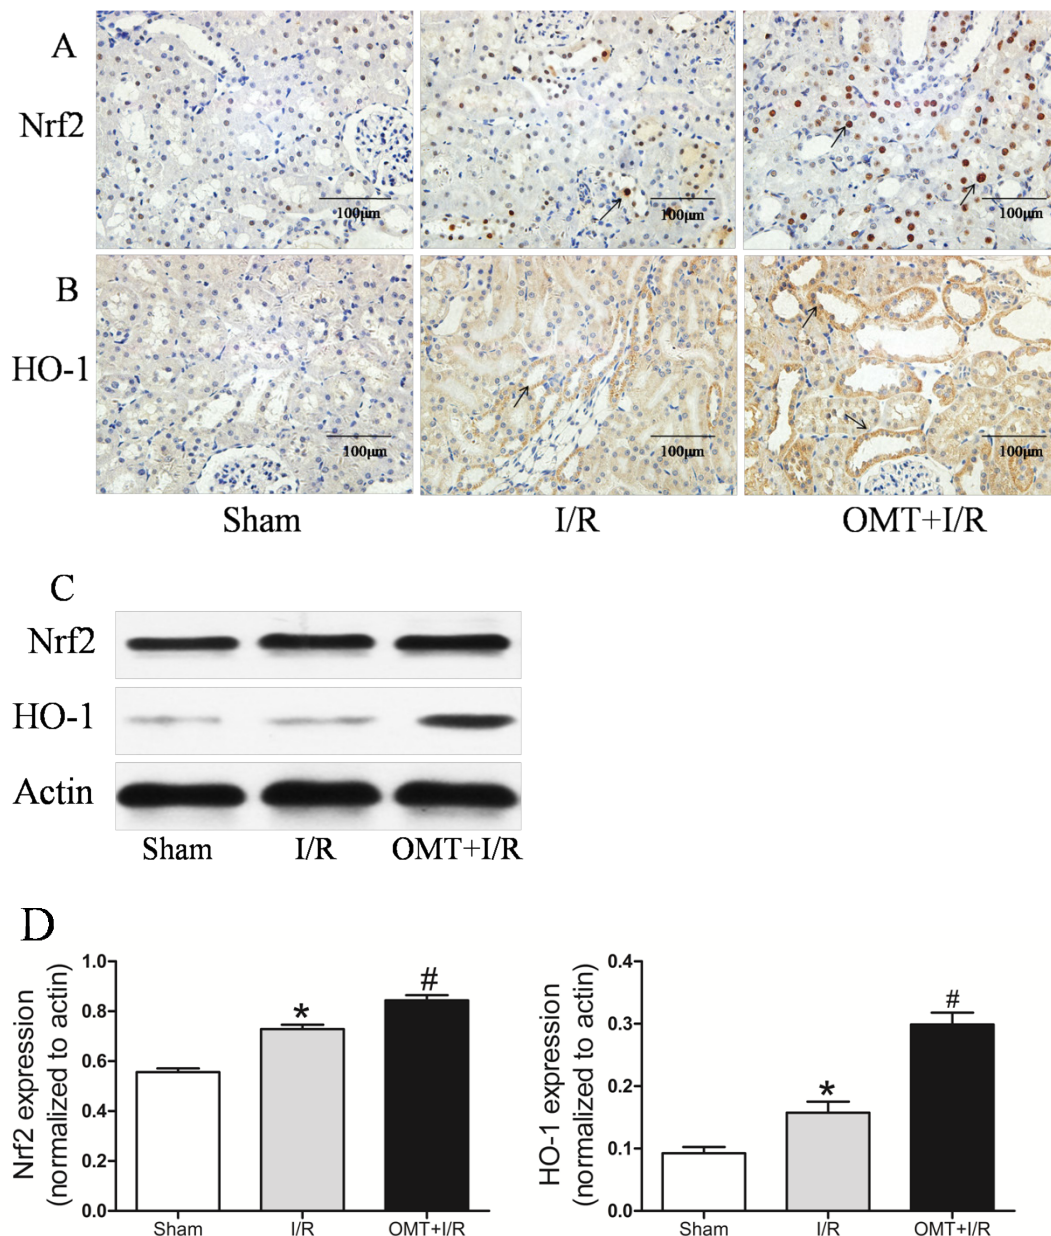 A
Nrf2
100μm
100μm
100μm
B
HO-1
100μm
100μm
100μm
Sham I/R OMT+I/R
C
Nrf2
HO-1
Actin
Sham I/R OMT+I/R
D
Nrf2 expression
(normalized to actin)
1.0
0.8
0.6
0.4
0.2
0.0
*
#
Sham I/R OMT+I/R
HO-1 expression
(normalized to actin)
0.4
0.3
0.2
0.1
0.0
*
#
Sham I/R OMT+I/R